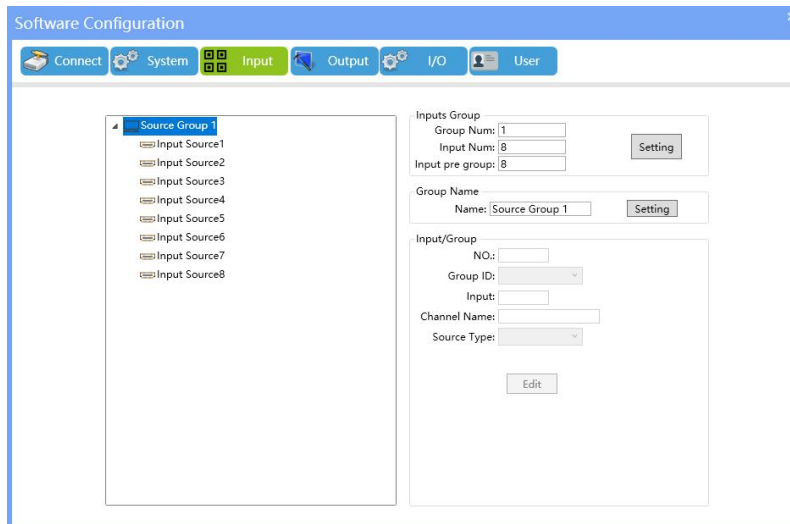 Software Configuration
Connect System Input Output I/O User
Source Group 1
Input Source1
Input Source2
Input Source3
Input Source4
Input Source5
Input Source6
Input Source7
Input Source8
Inputs Group
Group Num: 1
Input Num: 8
Setting
Input pre group: 8
Group Name
Name: Source Group 1 Setting
Input/Group
NO.:
Group ID:
Input:
Channel Name:
Source Type:
Edit